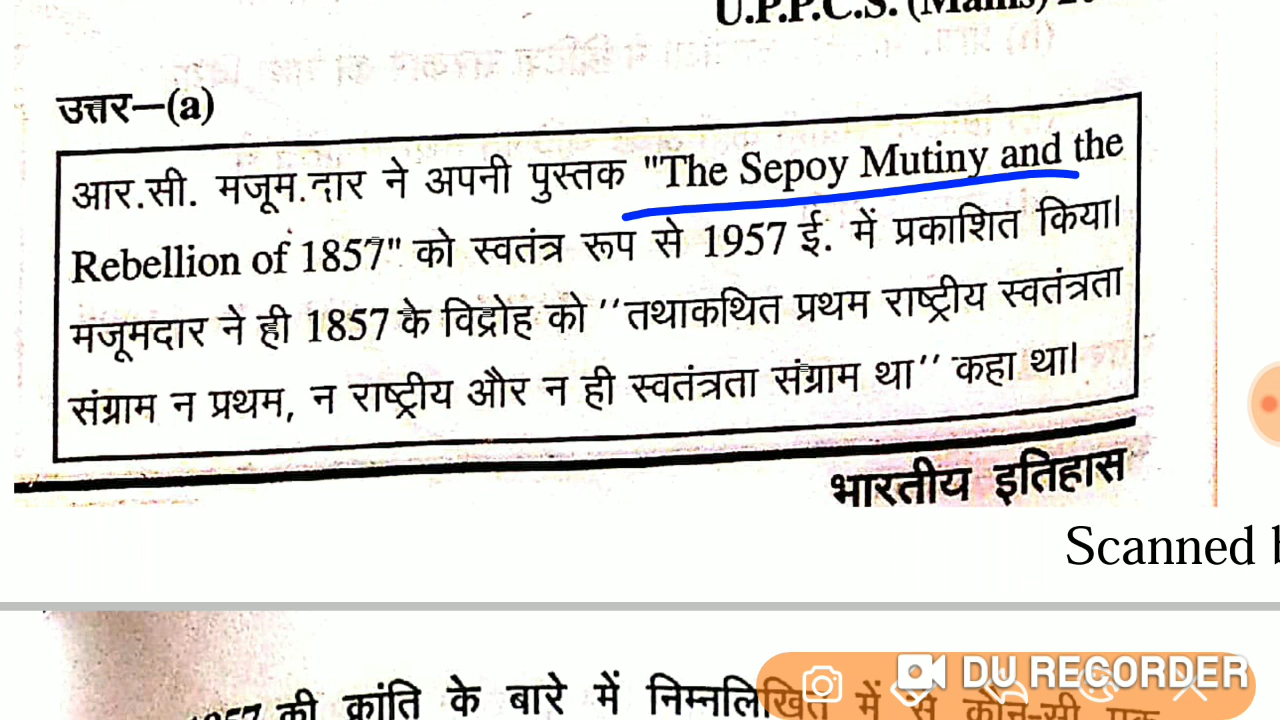 U.P.P.C.S. (Mains)
उत्तर—(a)
आर.सी. मजूमदार ने अपनी पुस्तक "The Sepoy Mutiny and the
Rebellion of 1857" को स्वतंत्र रूप से 1957 ई. में प्रकाशित किया।
मजूमदार ने ही 1857 के विद्रोह को ‘‘तथाकथित प्रथम राष्ट्रीय स्वतंत्रता
संग्राम न प्रथम, न राष्ट्रीय और न ही स्वतंत्रता संग्राम था’’ कहा था।
भारतीय इतिहास
Scanned
1857 की क्रांति के बारे में निम्नलिखित में से कौन-सी एक
DU RECORDER